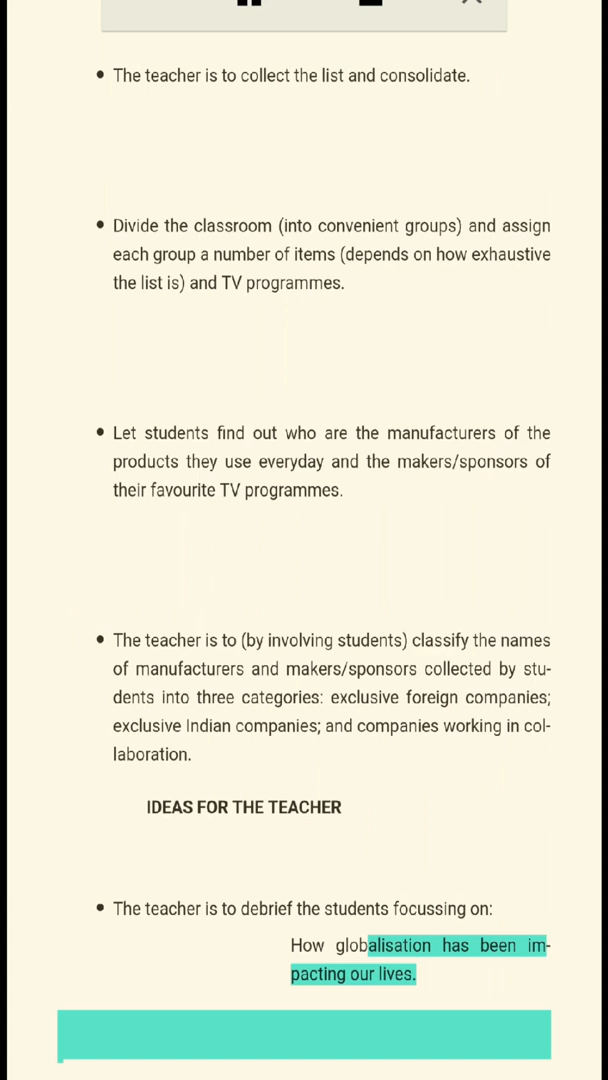 • The teacher is to collect the list and consolidate.
• Divide the classroom (into convenient groups) and assign
each group a number of items (depends on how exhaustive
the list is) and TV programmes.
• Let students find out who are the manufacturers of the
products they use everyday and the makers/sponsors of
their favourite TV programmes.
• The teacher is to (by involving students) classify the names
of manufacturers and makers/sponsors collected by stu-
dents into three categories: exclusive foreign companies;
exclusive Indian companies; and companies working in col-
laboration.
IDEAS FOR THE TEACHER
• The teacher is to debrief the students focussing on:
How globalisation has been im-
pacting our lives.